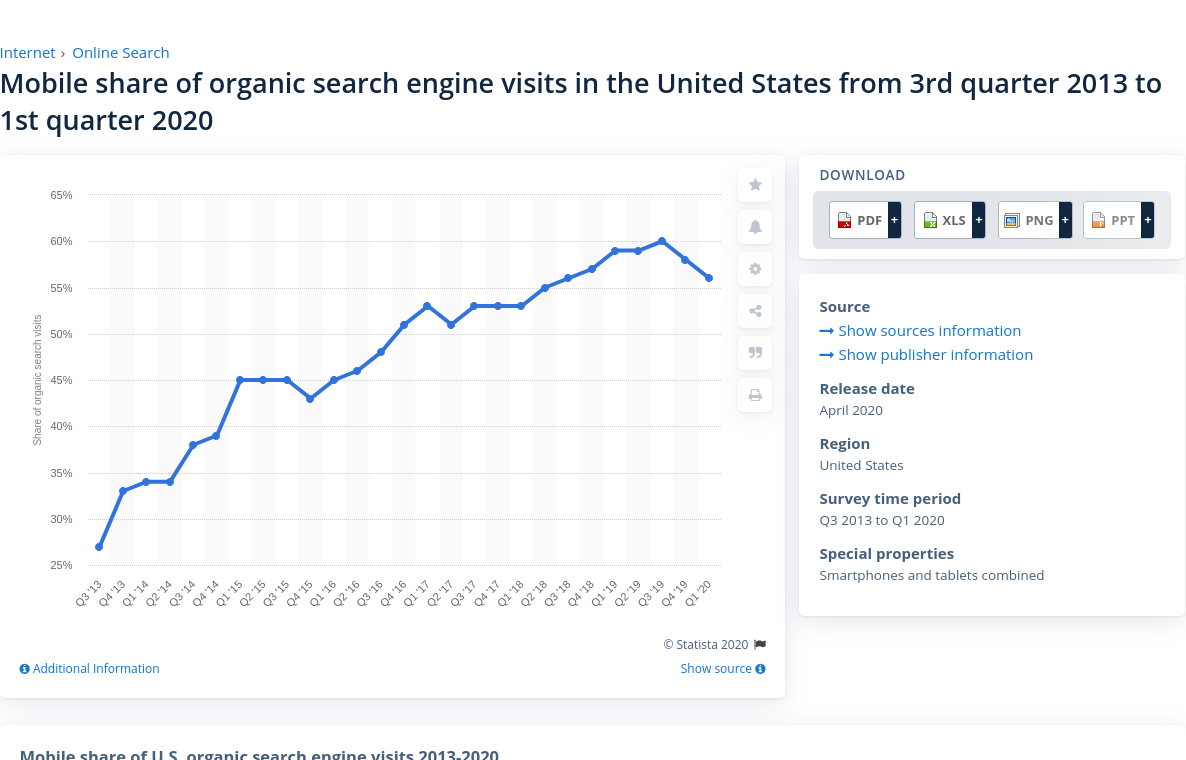 Internet › Online Search
Mobile share of organic search engine visits in the United States from 3rd quarter 2013 to
1st quarter 2020
65%
60%
55%
50%
45%
40%
35%
30%
25%
Share of organic search visits
Q3 '13
Q4 '13
Q1 '14
Q2 '14
Q3 '14
Q4 '14
Q1 '15
Q2 '15
Q3 '15
Q4 '15
Q1 '16
Q2 '16
Q3 '16
Q4 '16
Q1 '17
Q2 '17
Q3 '17
Q4 '17
Q1 '18
Q2 '18
Q3 '18
Q4 '18
Q1 '19
Q2 '19
Q3 '19
Q4 '19
Q1 '20
© Statista 2020
Additional Information
Show source
DOWNLOAD
PDF + XLS + PNG + PPT +
Source
Show sources information
Show publisher information
Release date
April 2020
Region
United States
Survey time period
Q3 2013 to Q1 2020
Special properties
Smartphones and tablets combined
Mobile share of U.S. organic search engine visits 2013-2020